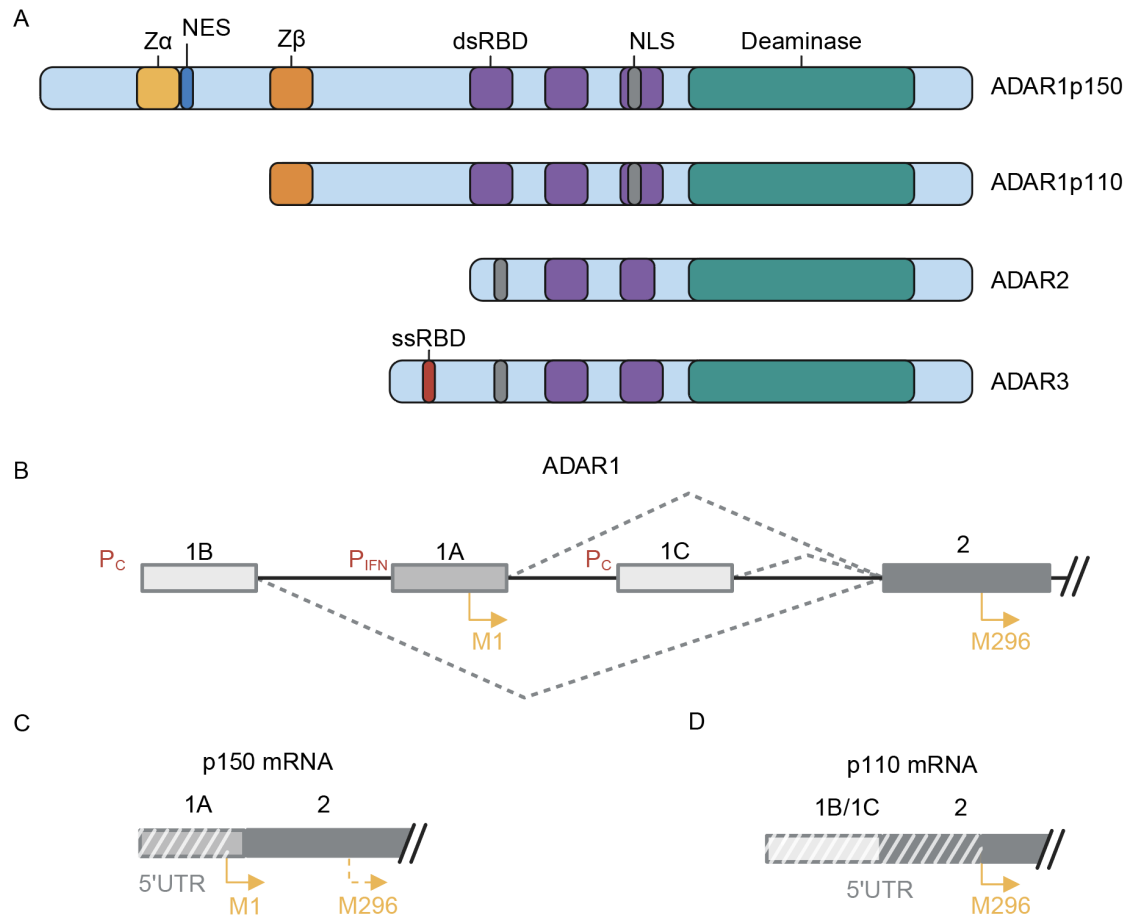 A
Zα NES Zβ dsRBD NLS Deaminase
ADAR1p150
ADAR1p110
ADAR2
ssRBD
ADAR3
B
ADAR1
PC 1B PIFN 1A PC 1C 2
M1 M296
C
p150 mRNA
1A 2
5'UTR M1 M296
D
p110 mRNA
1B/1C 2
5'UTR M296